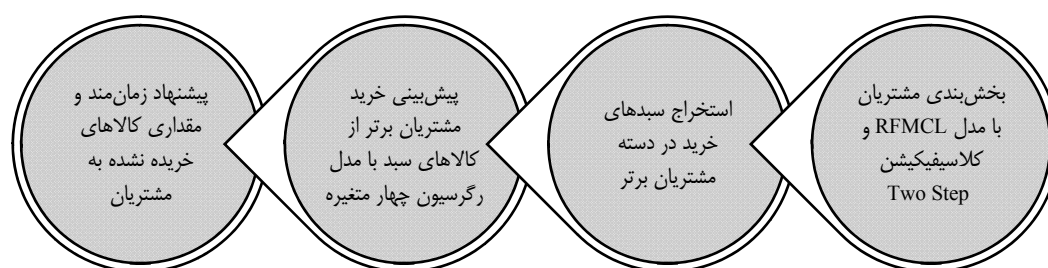 بخش‌بندی مشتریان
با مدل RFMCL و
کلاسیفیکیشن
Two Step
استخراج سبدهای
خرید در دسته
مشتریان برتر
پیش‌بینی خرید
مشتریان برتر از
کالاهای سبد با مدل
رگرسیون چهار متغیره
پیشنهاد زمان‌مند و
مقداری کالاهای
خریده نشده به
مشتریان